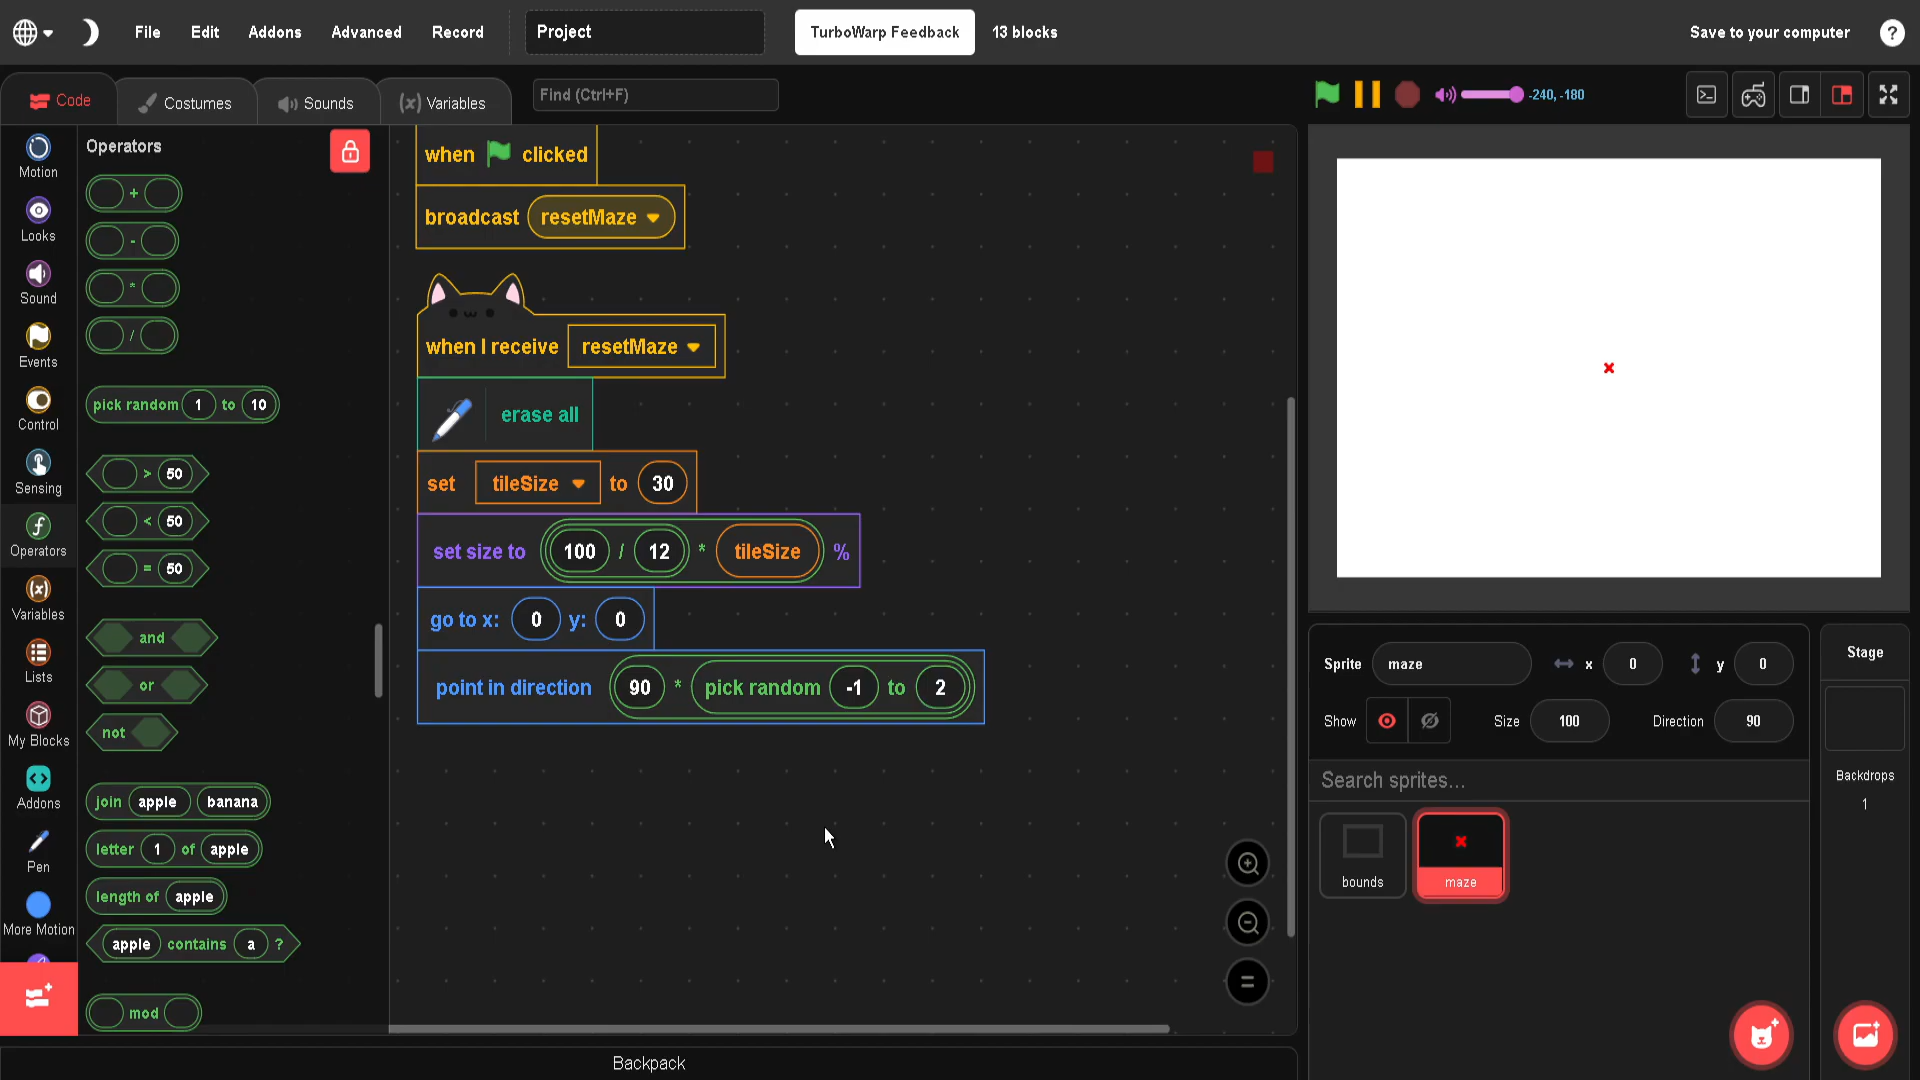 File Edit Addons Advanced Record Project TurboWarp Feedback 13 blocks Save to your computer ?
Code Costumes Sounds (x) Variables Find (Ctrl+F) -240, -180
Motion
Looks
Sound
Events
Control
Sensing
Operators
Variables
Lists
My Blocks
Addons
Pen
More Motion
Operators
+
-
*
/
pick random 1 to 10
> 50
< 50
= 50
and
or
not
join apple banana
letter 1 of apple
length of apple
apple contains a ?
mod
when clicked
broadcast resetMaze
when I receive resetMaze
erase all
set tileSize to 30
set size to 100 / 12 * tileSize %
go to x: 0 y: 0
point in direction 90 * pick random -1 to 2
Backpack
Sprite maze x 0 y 0
Show Size 100 Direction 90
Search sprites...
bounds
maze
Stage
Backdrops
1